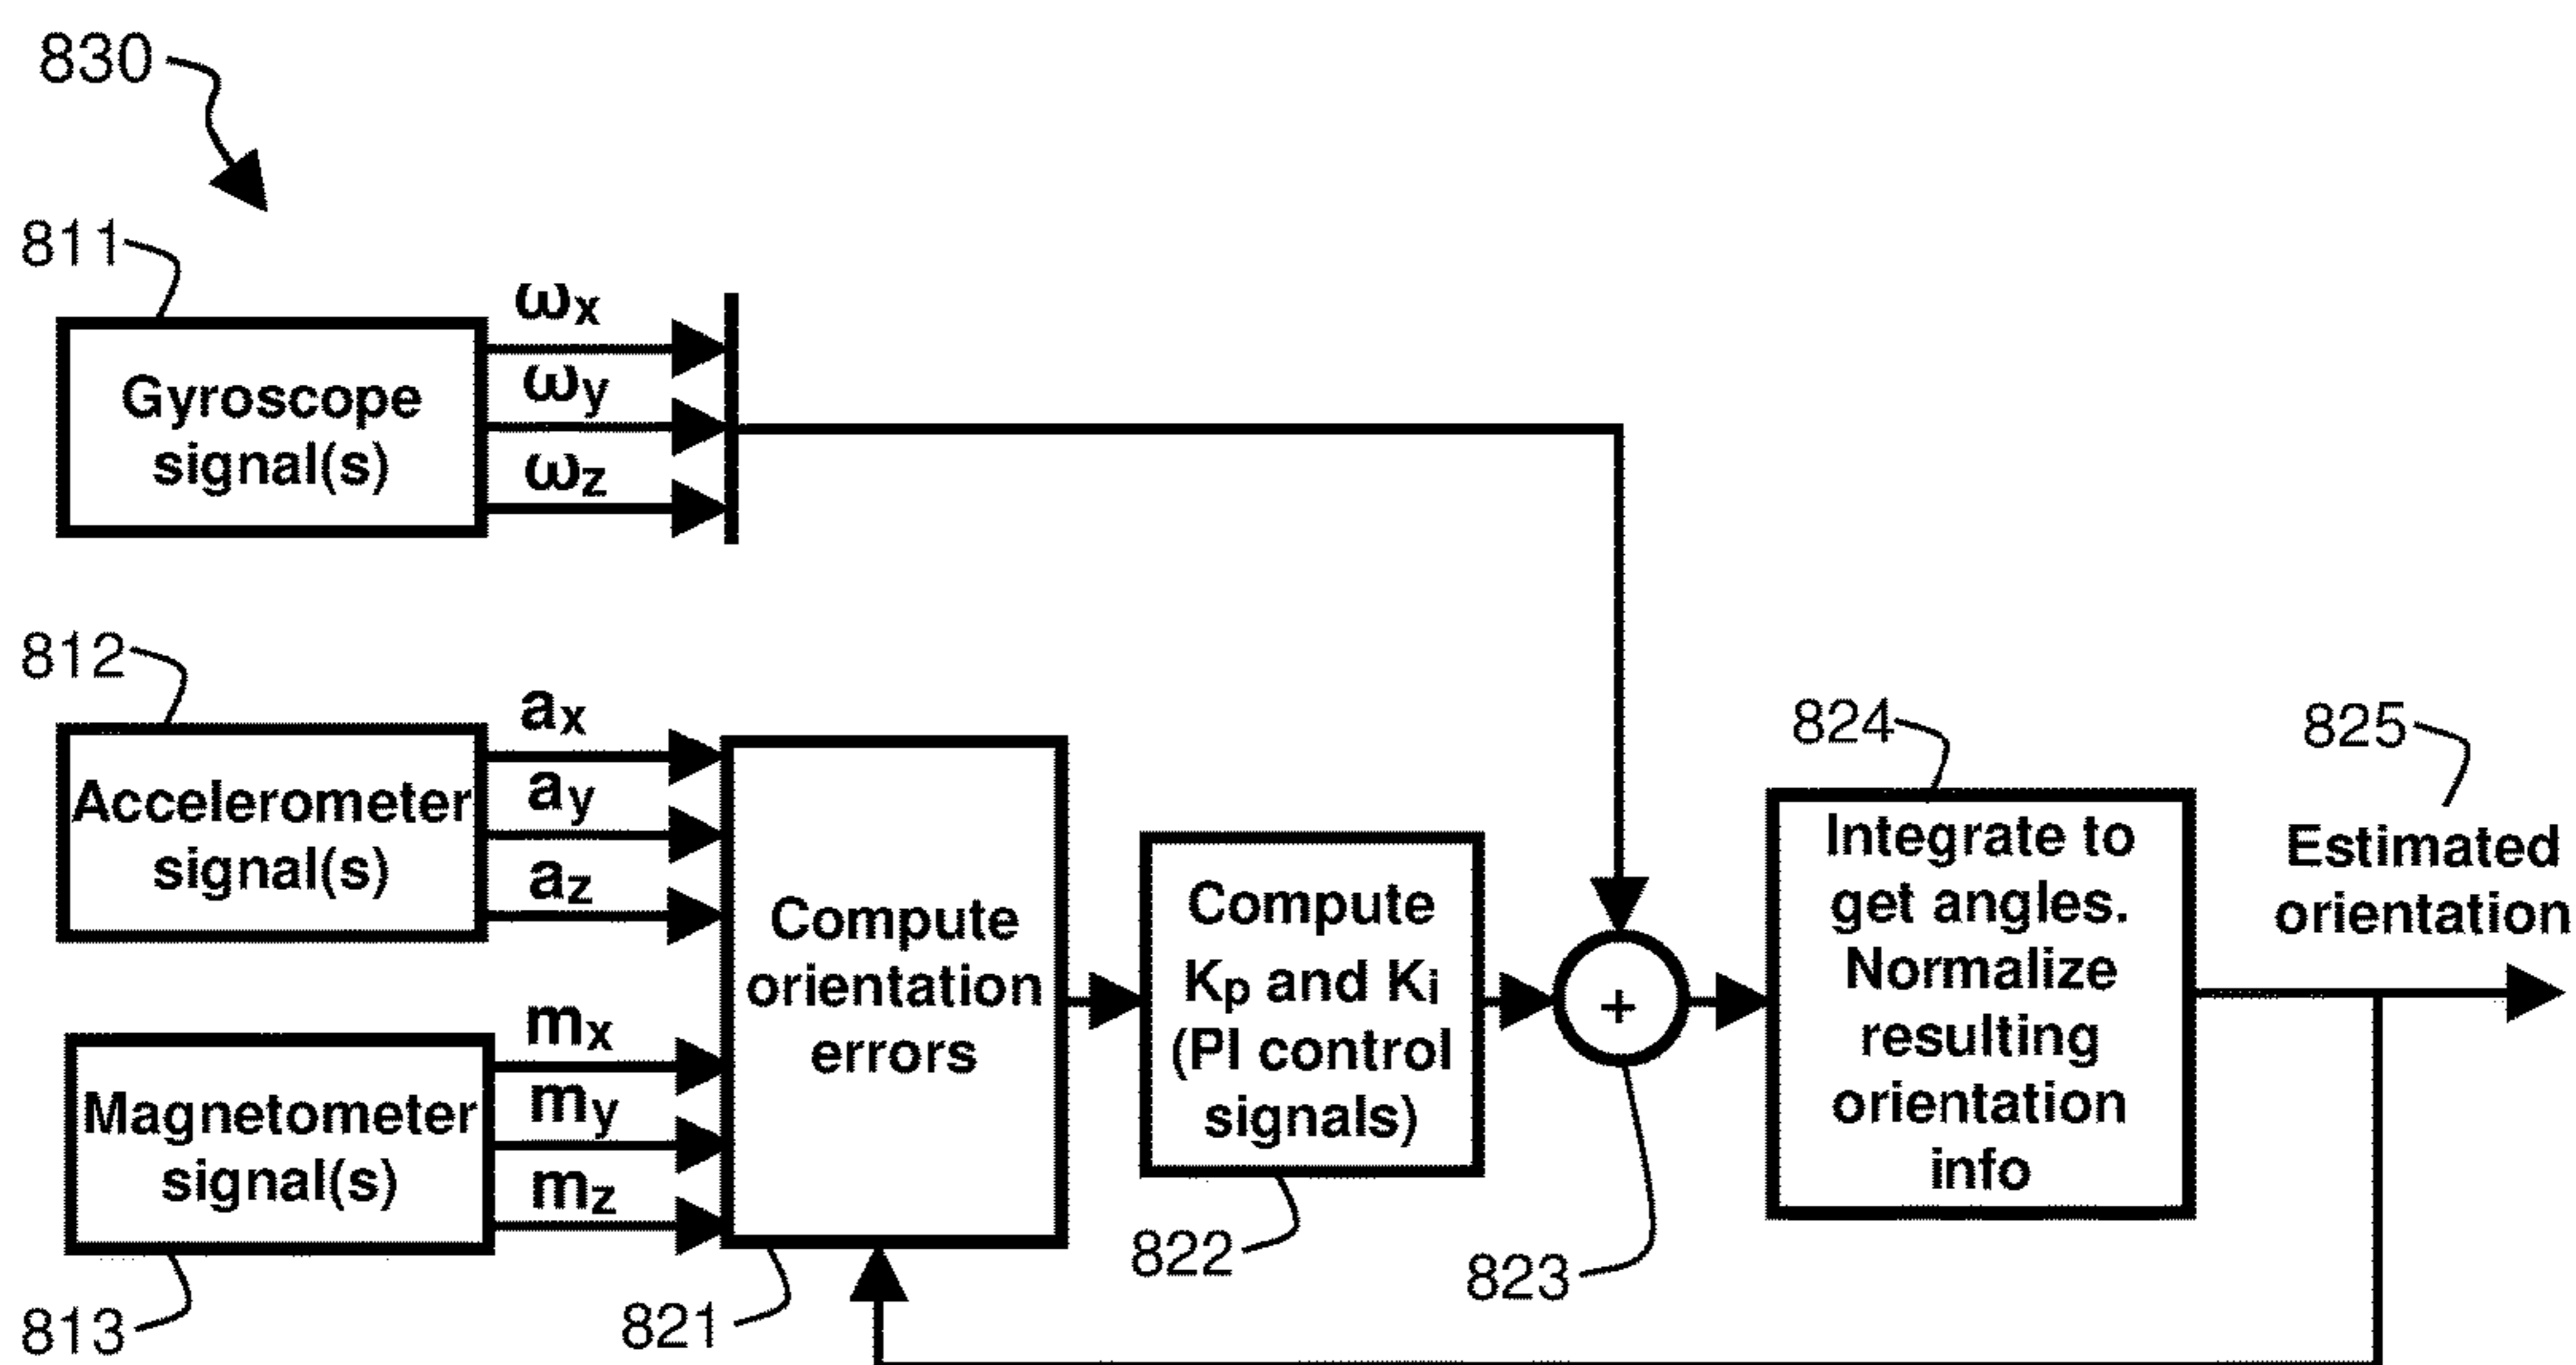 830
811
Gyroscope
signal(s)
ωx
ωy
ωz
812
Accelerometer
signal(s)
ax
ay
az
813
Magnetometer
signal(s)
mx
my
mz
821
Compute
orientation
errors
822
Compute
Kp and Ki
(PI control
signals)
823
+
824
Integrate to
get angles.
Normalize
resulting
orientation
info
825
Estimated
orientation